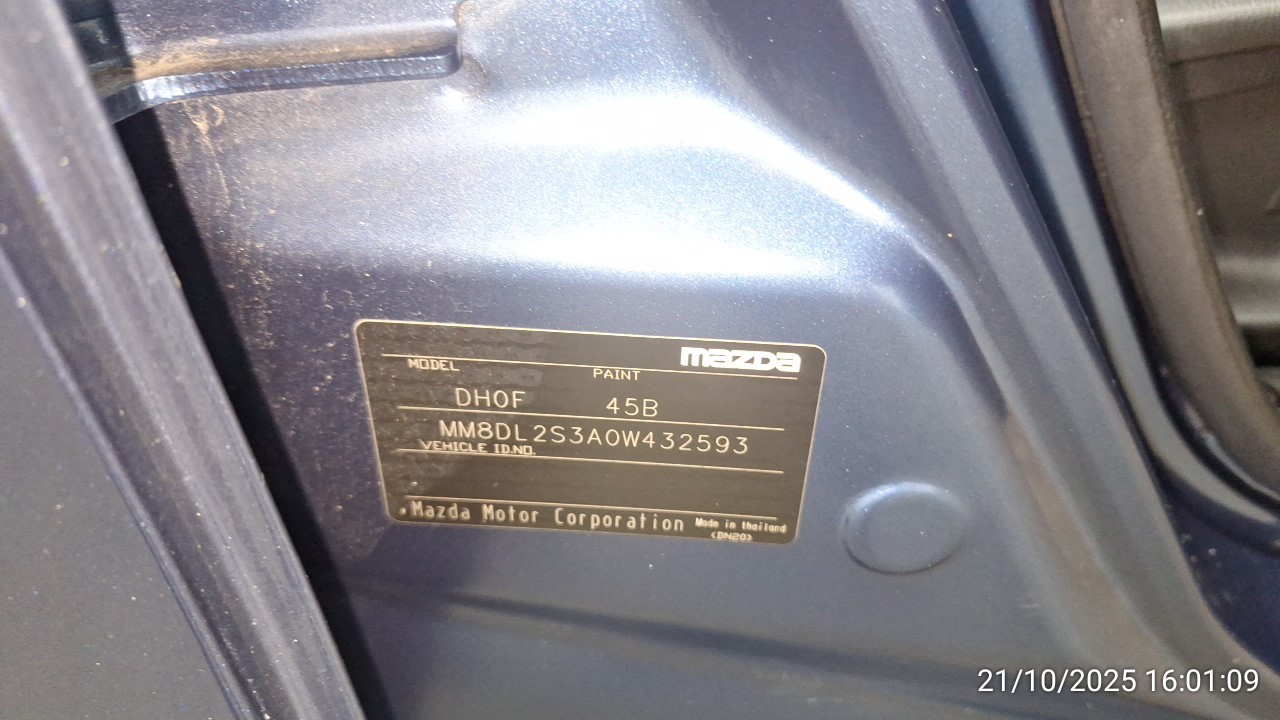 mazda
MODEL PAINT
DH0F 45B
MM8DL2S3A0W432593
VEHICLE ID.NO.
Mazda Motor Corporation Made in thailand
<DN20>
21/10/2025 16:01:09